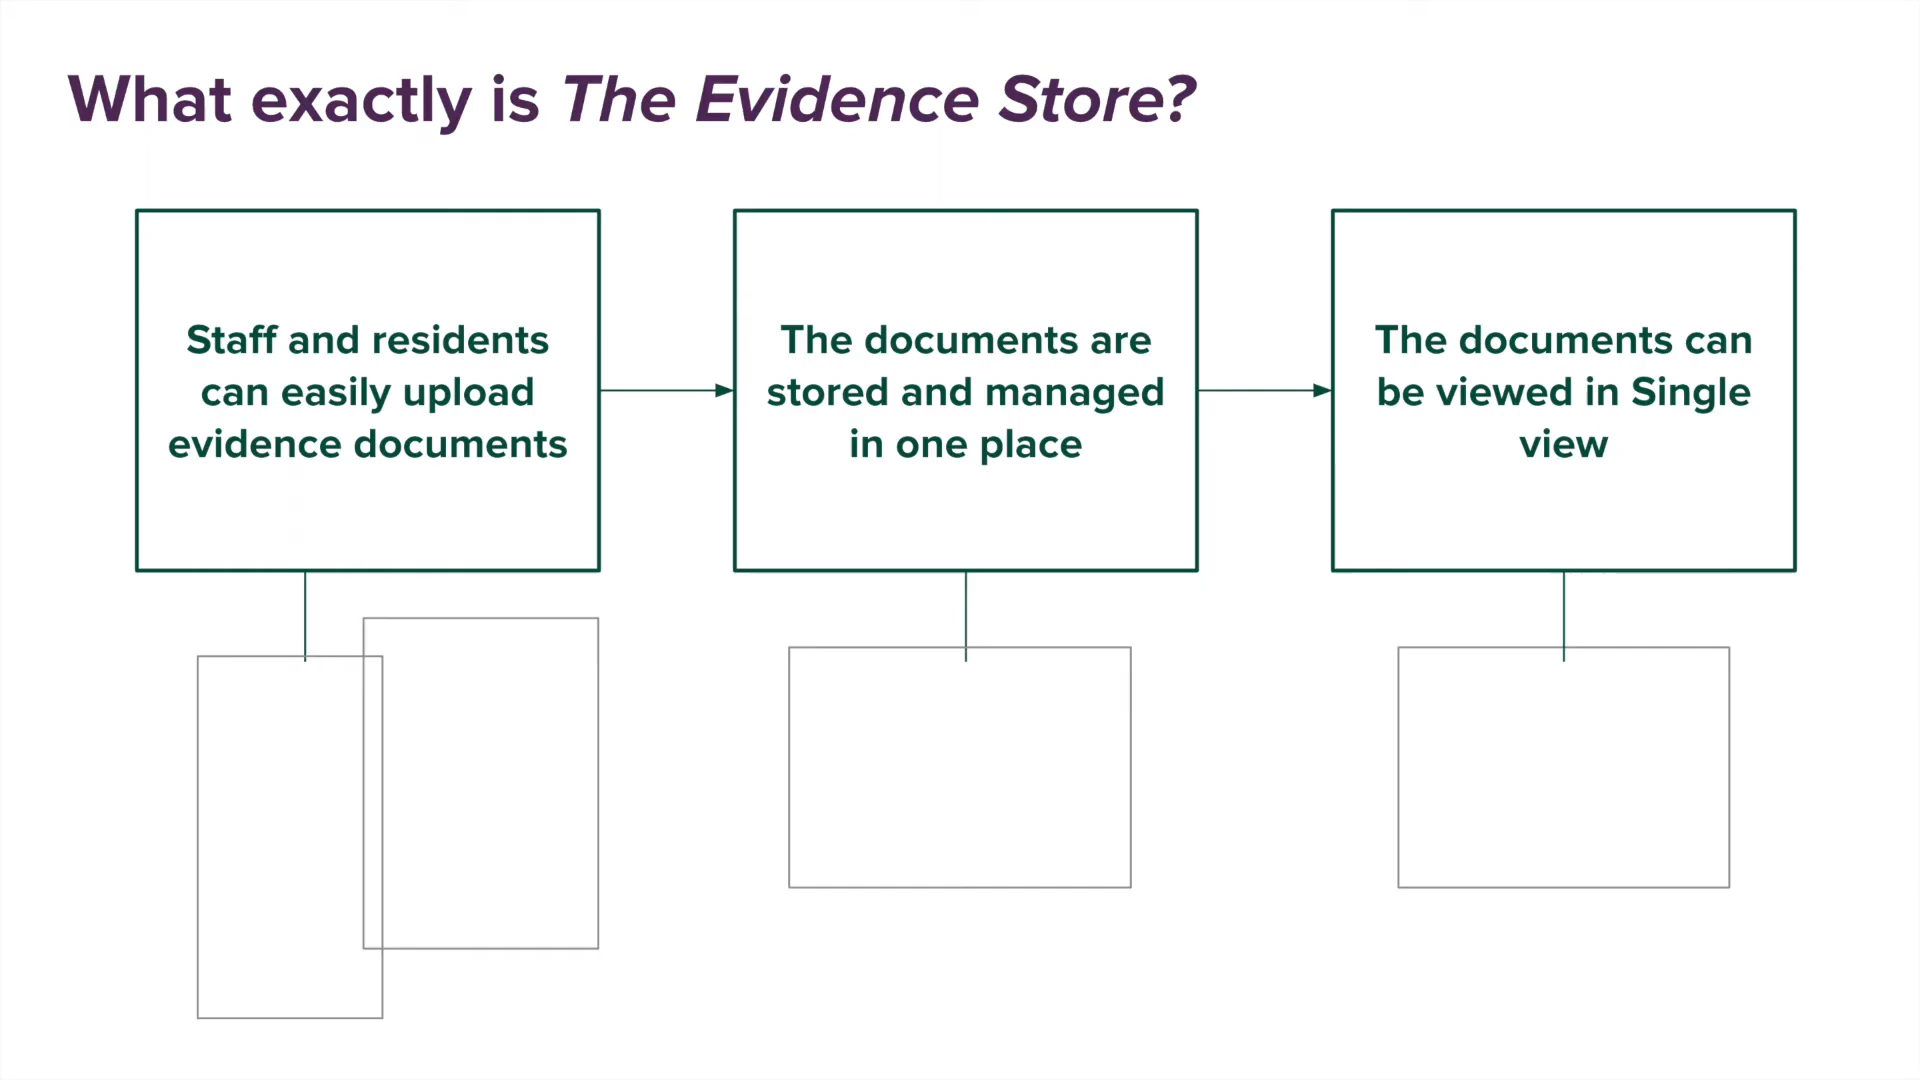 What exactly is The Evidence Store?
Staff and residents
can easily upload
evidence documents
The documents are
stored and managed
in one place
The documents can
be viewed in Single
view